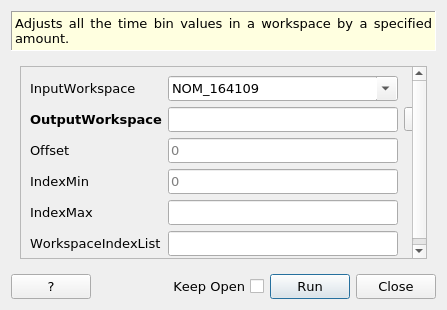 Adjusts all the time bin values in a workspace by a specified
amount.
InputWorkspace NOM_164109
OutputWorkspace
Offset 0
IndexMin 0
IndexMax
WorkspaceIndexList
? Keep Open Run Close